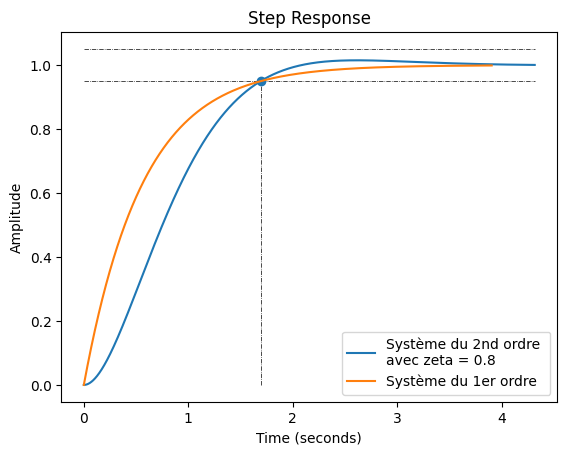 Step Response
Amplitude
1.0
0.8
0.6
0.4
0.2
0.0
Système du 2nd ordre
avec zeta = 0.8
Système du 1er ordre
0
1
2
3
4
Time (seconds)